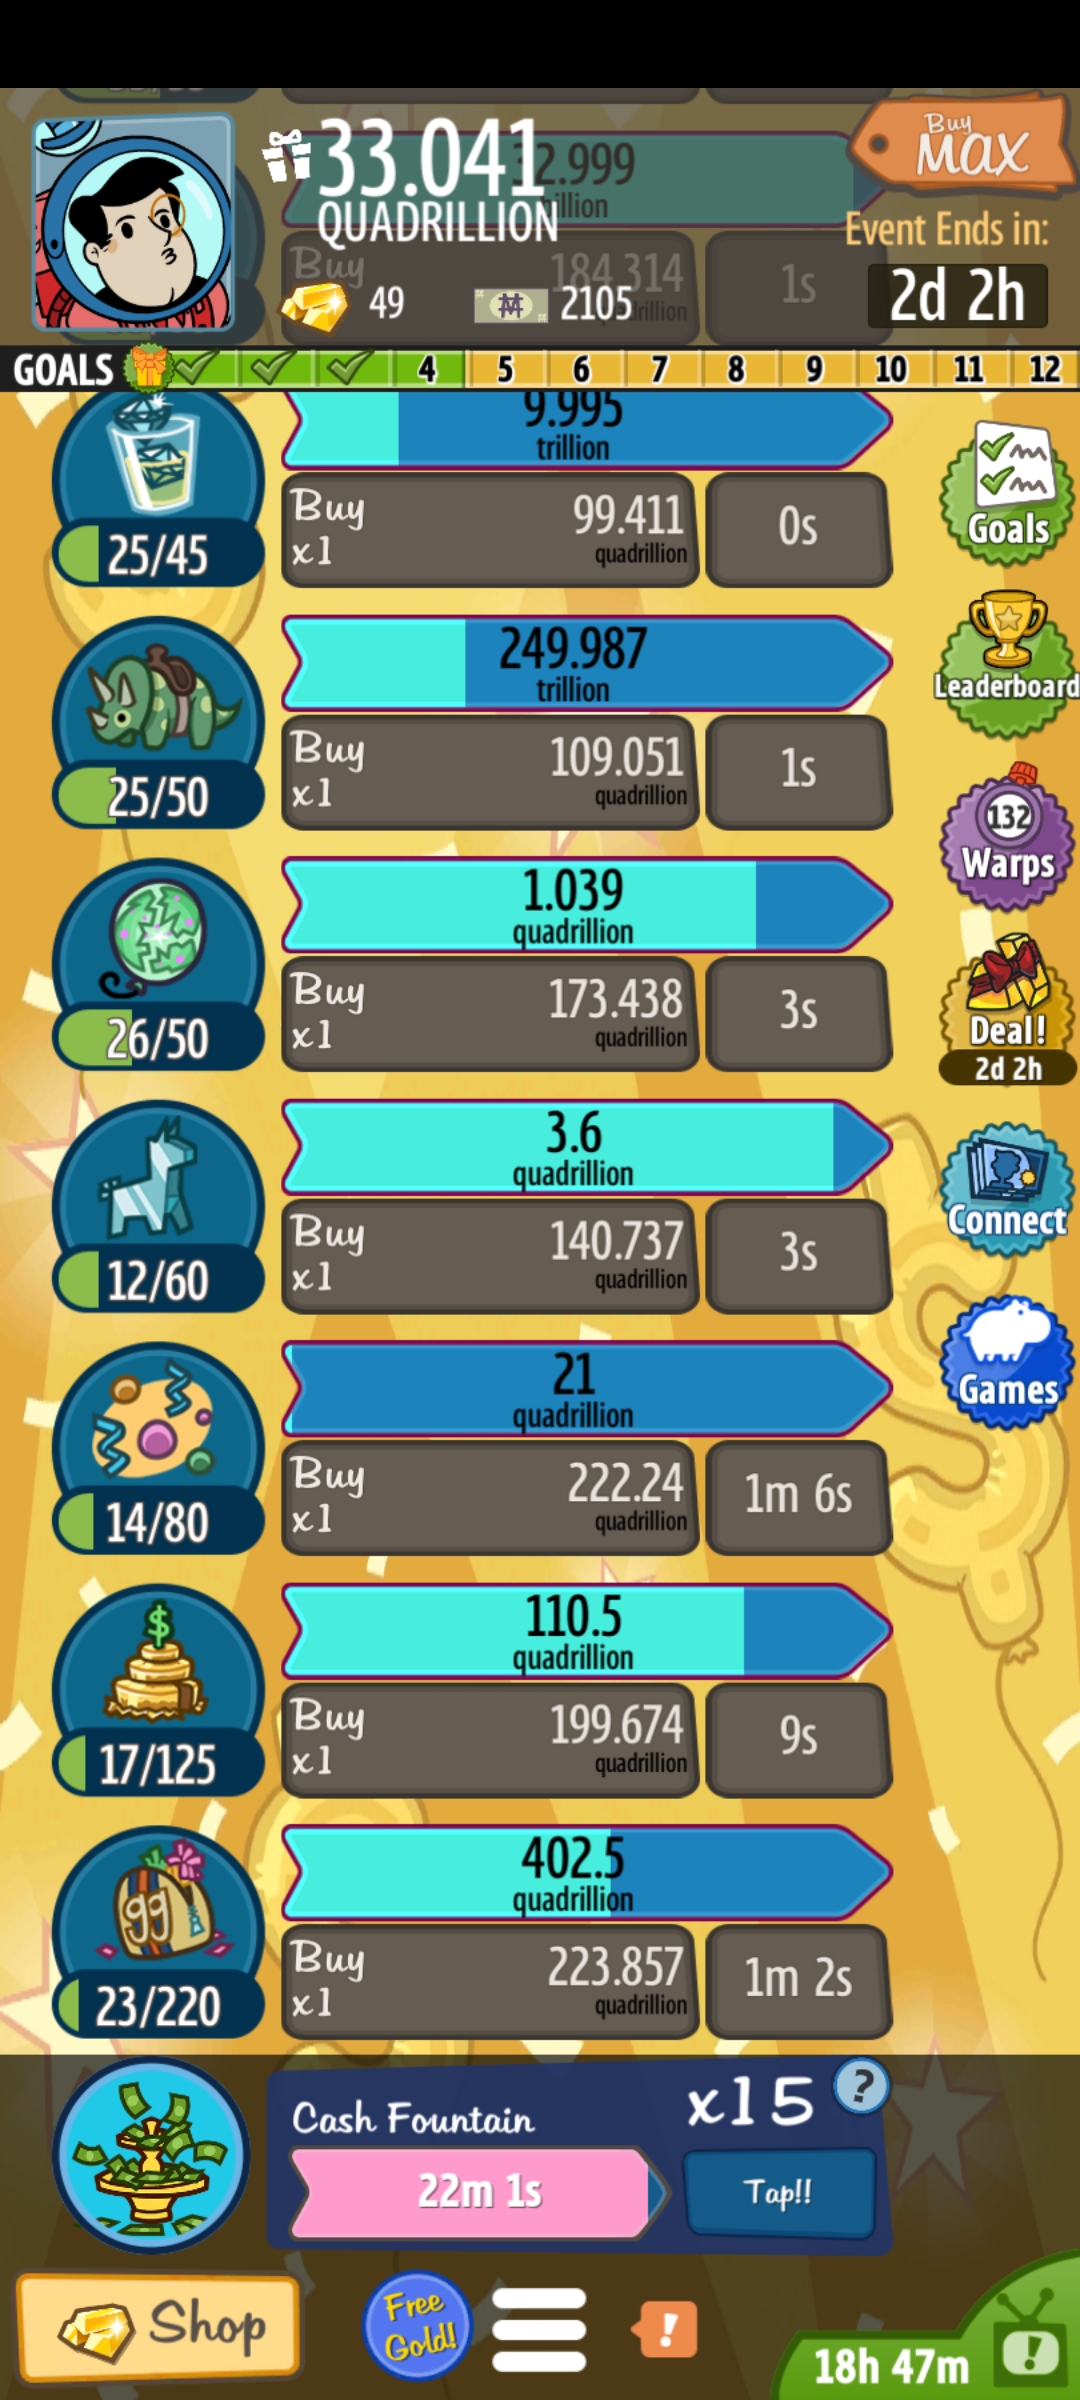 33.041
QUADRILLION
Buy
MAX
Event Ends in:
2d 2h
49
2105
2.999
illion
Buy
184.314
drillion
1s
GOALS
4 5 6 7 8 9 10 11 12
9.995
trillion
25/45
Buy
x1
99.411
quadrillion
0s
Goals
249.987
trillion
25/50
Buy
x1
109.051
quadrillion
1s
Leaderboard
1.039
quadrillion
26/50
Buy
x1
173.438
quadrillion
3s
132
Warps
Deal!
2d 2h
3.6
quadrillion
12/60
Buy
x1
140.737
quadrillion
3s
Connect
21
quadrillion
14/80
Buy
x1
222.24
quadrillion
1m 6s
Games
$
110.5
quadrillion
17/125
Buy
x1
199.674
quadrillion
9s
99
402.5
quadrillion
23/220
Buy
x1
223.857
quadrillion
1m 2s
Cash Fountain
x15
?
22m 1s
Tap!!
Shop
Free
Gold!
!
18h 47m
!